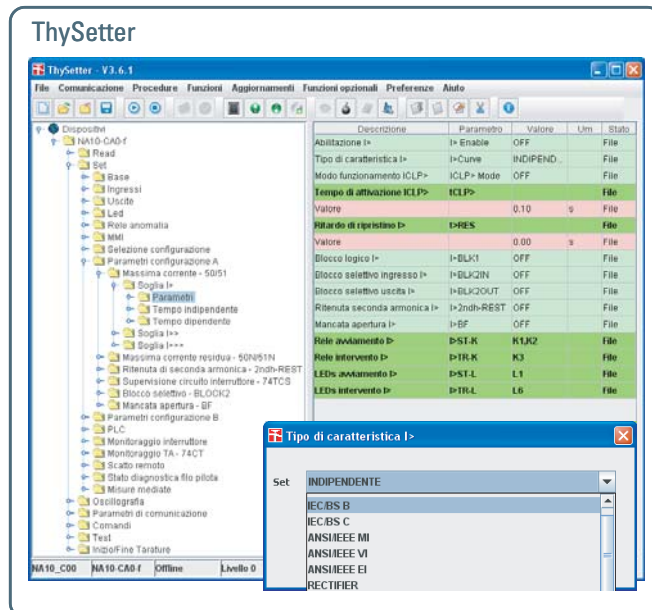 ThySetter
ThySetter - V3.6.1
File Comunicazione Procedure Funzioni Aggiornamenti Funzioni opzionali Preferenze Aiuto
Dispositivi
NA10-CA0-f
Read
Set
Base
Ingressi
Uscite
Led
Rele anomalia
MMI
Selezione configurazione
Parametri configurazione A
Massima corrente - 50/51
Soglia I>
Parametri
Tempo indipendente
Tempo dipendente
Soglia I>>
Soglia I>>>
Massima corrente residua - 50N/51N
Ritenuta di seconda armonica - 2ndh-REST
Supervisione circuito interruttore - 74TCS
Blocco selettivo - BLOCK2
Mancata apertura - BF
Parametri configurazione B
PLC
Monitoraggio interruttore
Monitoraggio TA - 74CT
Scatto remoto
Stato diagnostica filo pilota
Misure mediate
Oscillografia
Parametri di comunicazione
Comandi
Test
Inizio/Fine Tarature
Descrizione Parametro Valore Um Stato
Abilitazione I> I> Enable OFF File
Tipo di caratteristica I> I>Curve INDIPEND... File
Modo funzionamento ICLP> ICLP> Mode OFF File
Tempo di attivazione ICLP> tCLP> File
Valore 0.10 s File
Ritardo di ripristino I> t>RES File
Valore 0.00 s File
Blocco logico I> I>BLK1 OFF File
Blocco selettivo ingresso I> I>BLK2IN OFF File
Blocco selettivo uscita I> I>BLK2OUT OFF File
Ritenuta seconda armonica I> I>2ndh-REST OFF File
Mancata apertura I> I>BF OFF File
Rele avviamento I> I>ST-K K1,K2 File
Rele intervento I> I>TR-K K3 File
LEDs avviamento I> I>ST-L L1 File
LEDs intervento I> I>TR-L L6 File
NA10_C00 NA10-CA0-f Offline Livello 0
Tipo di caratteristica I>
Set INDIPENDENTE
IEC/BS B
IEC/BS C
ANSI/IEEE MI
ANSI/IEEE VI
ANSI/IEEE EI
RECTIFIER